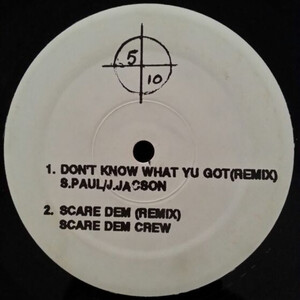 5
10
1. DON'T KNOW WHAT YU GOT(REMIX)
S.PAUL/J.JACSON
2. SCARE DEM (REMIX)
SCARE DEM CREW